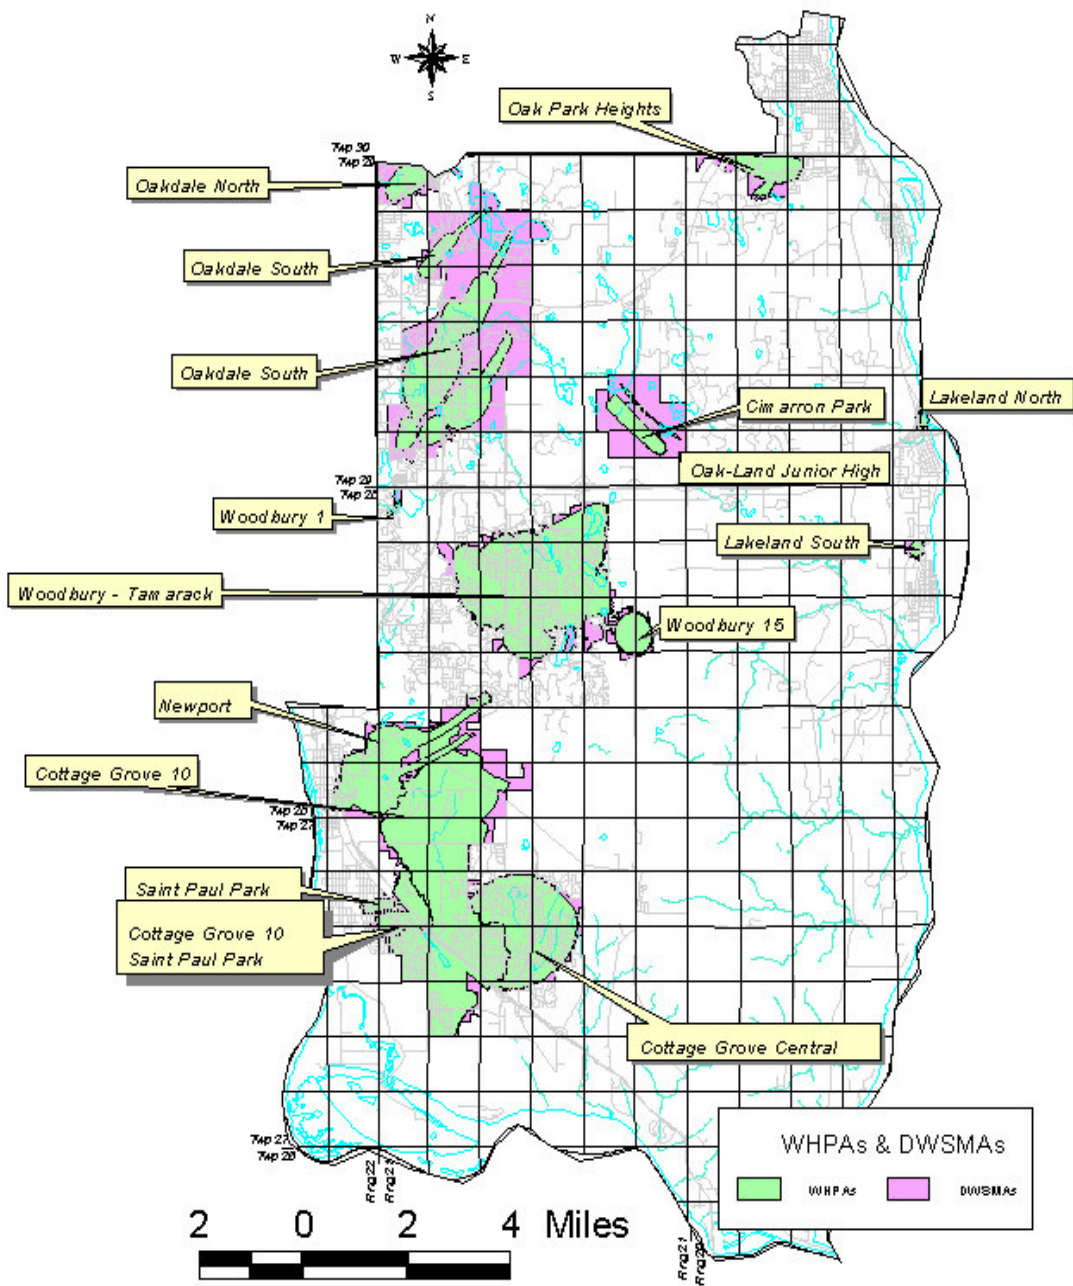 N
W E
S
Oak Park Heights
Twp 30
Twp 29
Oakdale North
Oakdale South
Oakdale South
Cimarron Park
Lakeland North
Oak-Land Junior High
Twp 29
Twp 28
Woodbury 1
Lakeland South
Woodbury - Tamarack
Woodbury 15
Newport
Cottage Grove 10
Twp 28
Twp 27
Saint Paul Park
Cottage Grove 10
Saint Paul Park
Cottage Grove Central
WHPAs & DWSMAs
WHPAs DWSMAs
Twp 27
Rng22
Rng21
2 0 2 4 Miles
Rng21
Rng20